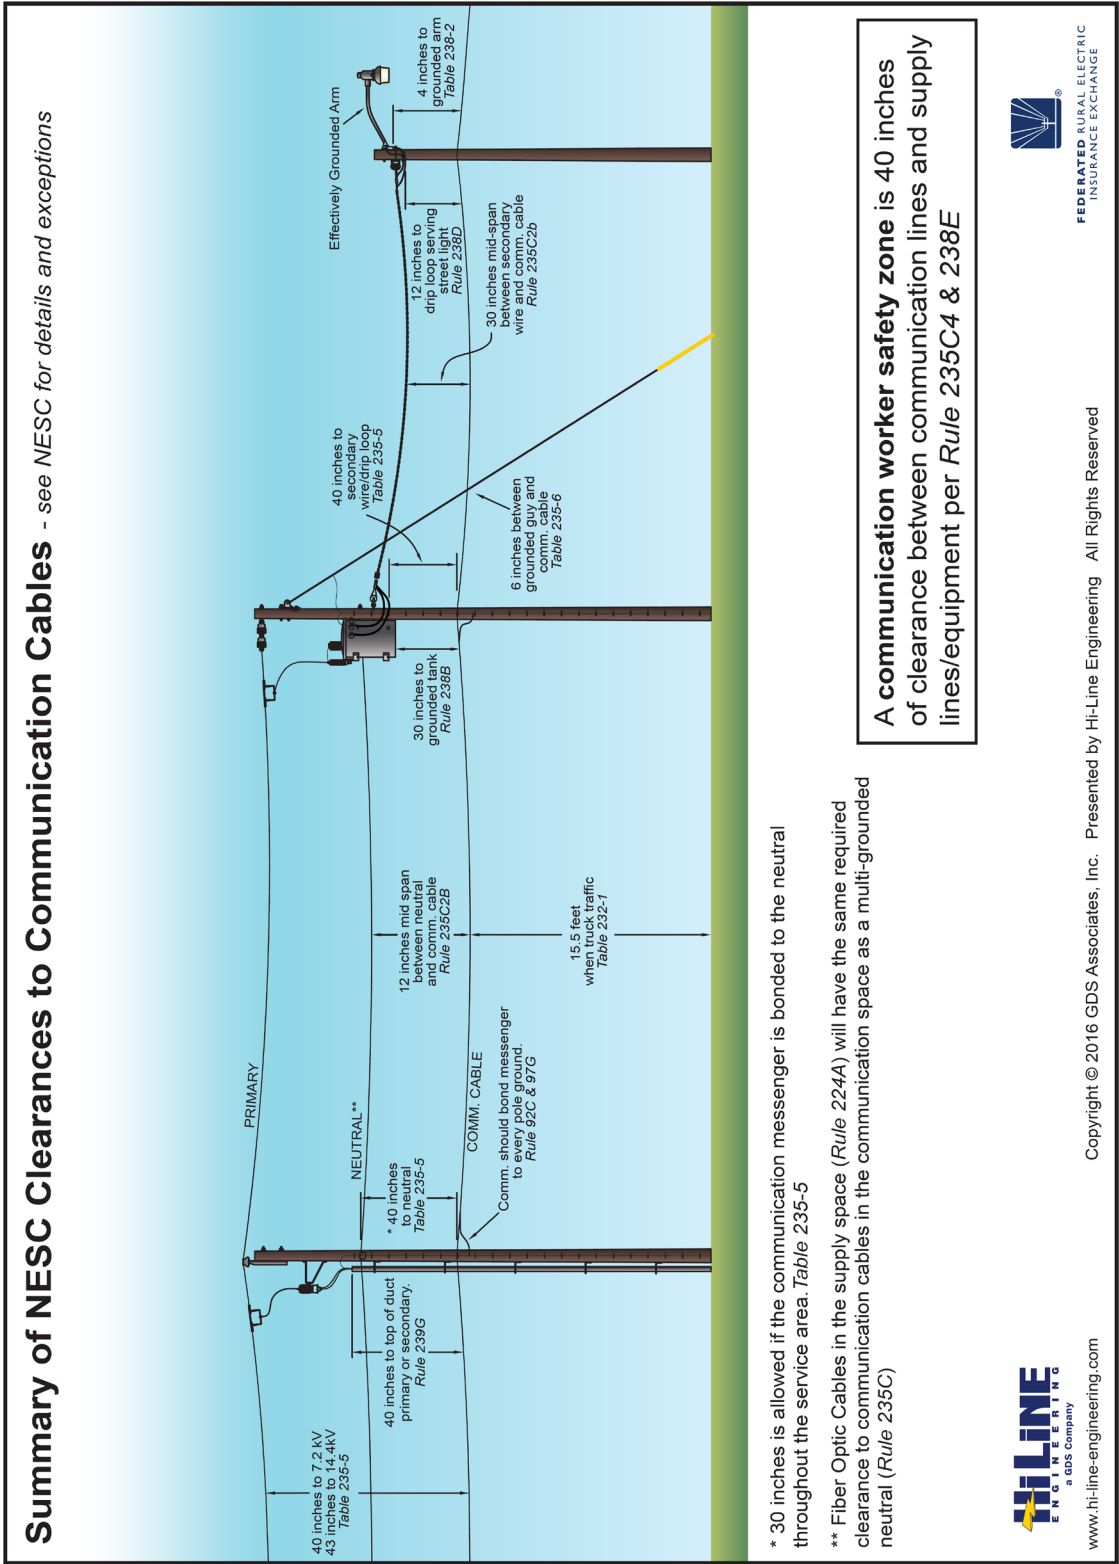 Summary of NESC Clearances to Communication Cables - see NESC for details and exceptions
40 inches to 7.2 kV
43 inches to 14.4kV
Table 235-5
40 inches to top of duct
primary or secondary.
Rule 239G
PRIMARY
NEUTRAL**
* 40 inches
to neutral
Table 235-5
COMM. CABLE
Comm. should bond messenger
to every pole ground.
Rule 92C & 97G
12 inches mid span
between neutral
and comm. cable
Rule 235C2B
15.5 feet
when truck traffic
Table 232-1
30 inches to
grounded tank
Rule 238B
40 inches to
secondary
wire/drip loop
Table 235-5
6 inches between
grounded guy and
comm. cable
Table 235-6
30 inches mid-span
between secondary
wire and comm. cable
Rule 235C2b
12 inches to
drip loop serving
street light
Rule 238D
Effectively Grounded Arm
4 inches to
grounded arm
Table 238-2
* 30 inches is allowed if the communication messenger is bonded to the neutral
throughout the service area. Table 235-5
** Fiber Optic Cables in the supply space (Rule 224A) will have the same required
clearance to communication cables in the communication space as a multi-grounded
neutral (Rule 235C)
A communication worker safety zone is 40 inches
of clearance between communication lines and supply
lines/equipment per Rule 235C4 & 238E
HiLiNE
ENGINEERING
a GDS Company
www.hi-line-engineering.com
Copyright © 2016 GDS Associates, Inc. Presented by Hi-Line Engineering All Rights Reserved
®
FEDERATED RURAL ELECTRIC
INSURANCE EXCHANGE